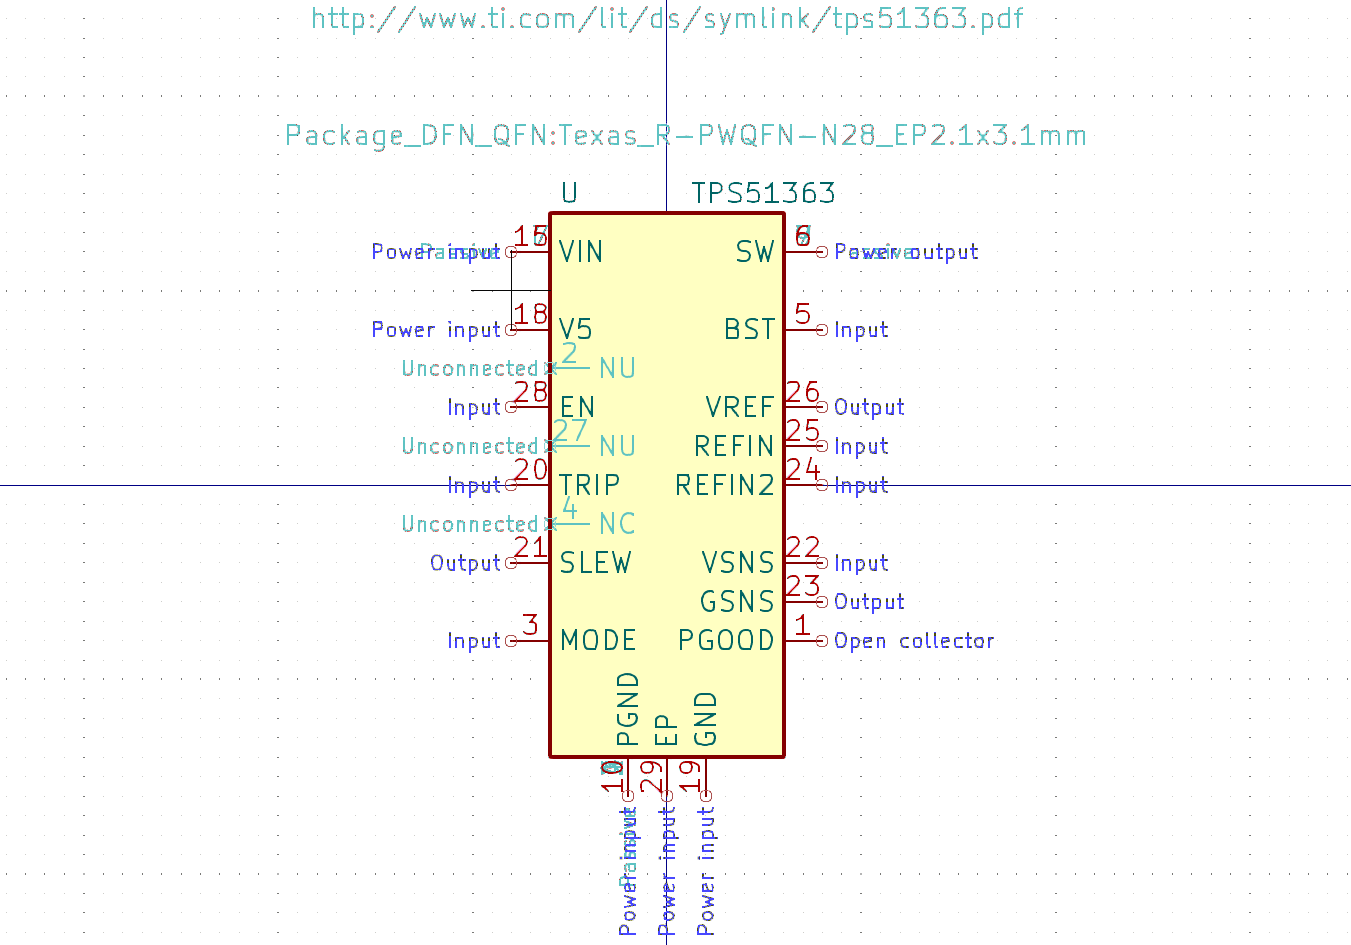 http://www.ti.com/lit/ds/symlink/tps51363.pdf
Package_DFN_QFN:Texas_R-PWQFN-N28_EP2.1x3.1mm
U TPS51363
Power input VIN SW 6 Power output
Power input 18 V5 BST 5 Input
Unconnected 2 NU
Input 28 EN VREF 26 Output
Unconnected 27 NU REFIN 25 Input
Input 20 TRIP REFIN2 24 Input
Unconnected 4 NC
Output 21 SLEW VSNS 22 Input
GSNS 23 Output
Input 3 MODE PGOOD 1 Open collector
PGND EP GND
10 29 19
Power input Power input Power input